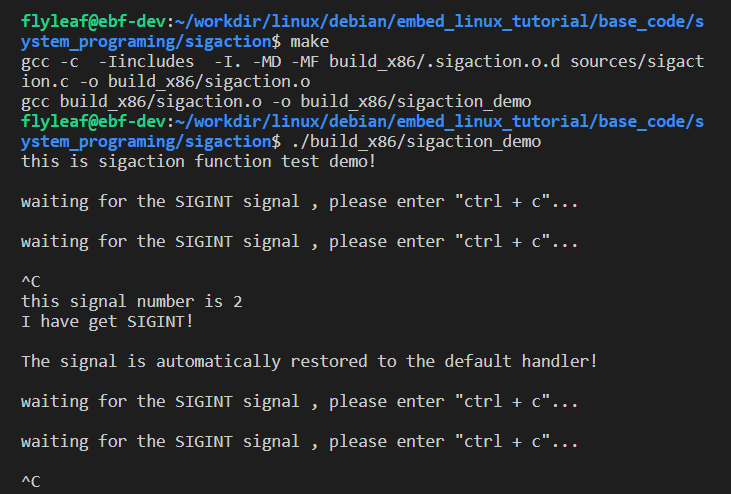 flyleaf@ebf-dev:~/workdir/linux/debian/embed_linux_tutorial/base_code/s
ystem_programing/sigaction$ make
gcc -c  -Iincludes  -I. -MD -MF build_x86/.sigaction.o.d sources/sigact
ion.c -o build_x86/sigaction.o
gcc build_x86/sigaction.o -o build_x86/sigaction_demo
flyleaf@ebf-dev:~/workdir/linux/debian/embed_linux_tutorial/base_code/s
ystem_programing/sigaction$ ./build_x86/sigaction_demo
this is sigaction function test demo!
waiting for the SIGINT signal , please enter "ctrl + c"...
waiting for the SIGINT signal , please enter "ctrl + c"...
^C
this signal number is 2
I have get SIGINT!
The signal is automatically restored to the default handler!
waiting for the SIGINT signal , please enter "ctrl + c"...
waiting for the SIGINT signal , please enter "ctrl + c"...
^C